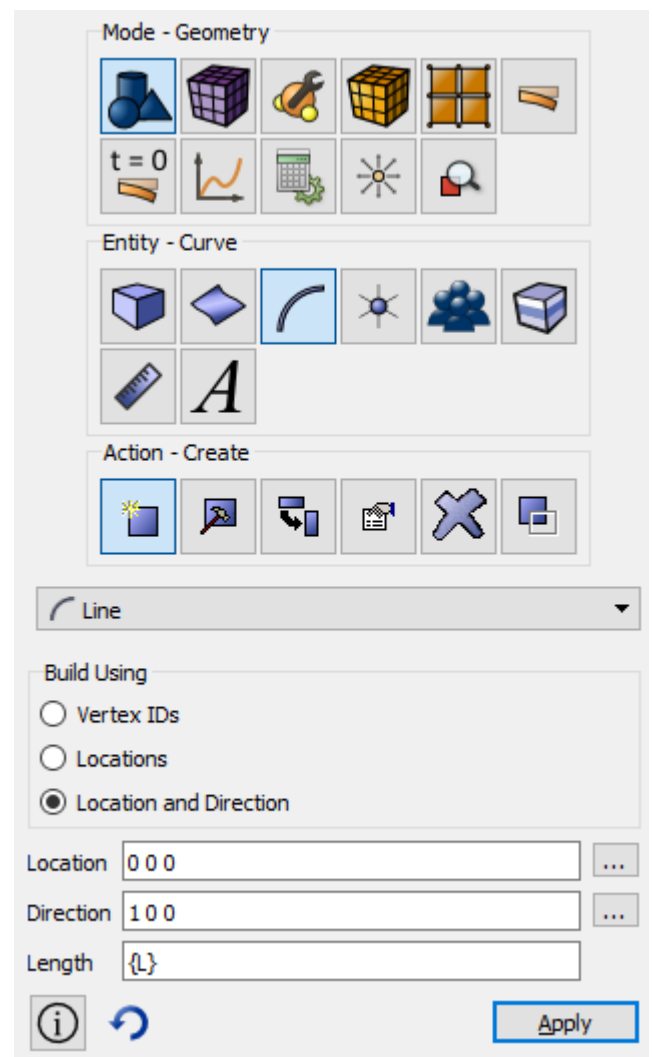 Mode - Geometry
t = 0
Entity - Curve
A
Action - Create
Line
Build Using
Vertex IDs
Locations
Location and Direction
Location 0 0 0 ...
Direction 1 0 0 ...
Length {L}
i Apply